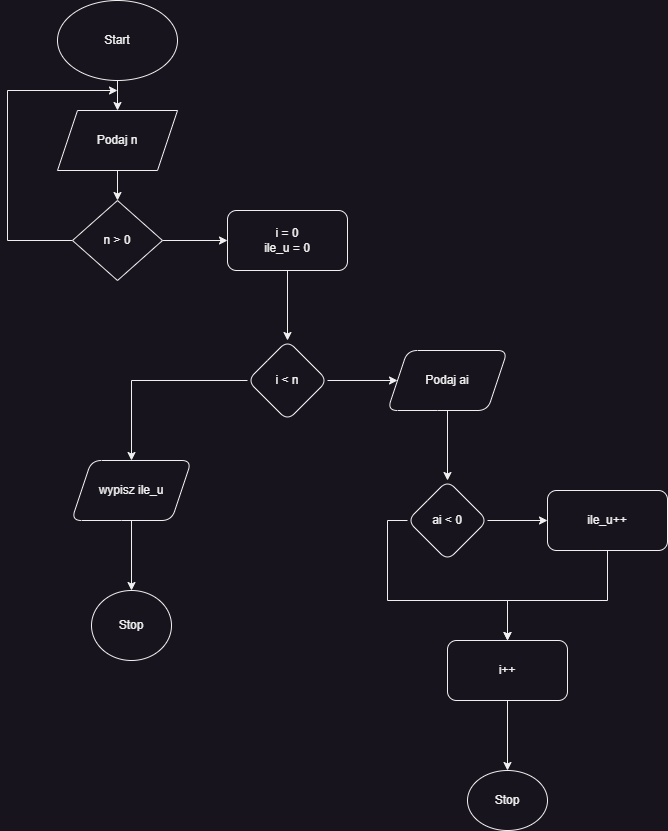 Start
Podaj n
n > 0
i = 0
ile_u = 0
i < n
Podaj ai
wypisz ile_u
ai < 0
ile_u++
Stop
i++
Stop